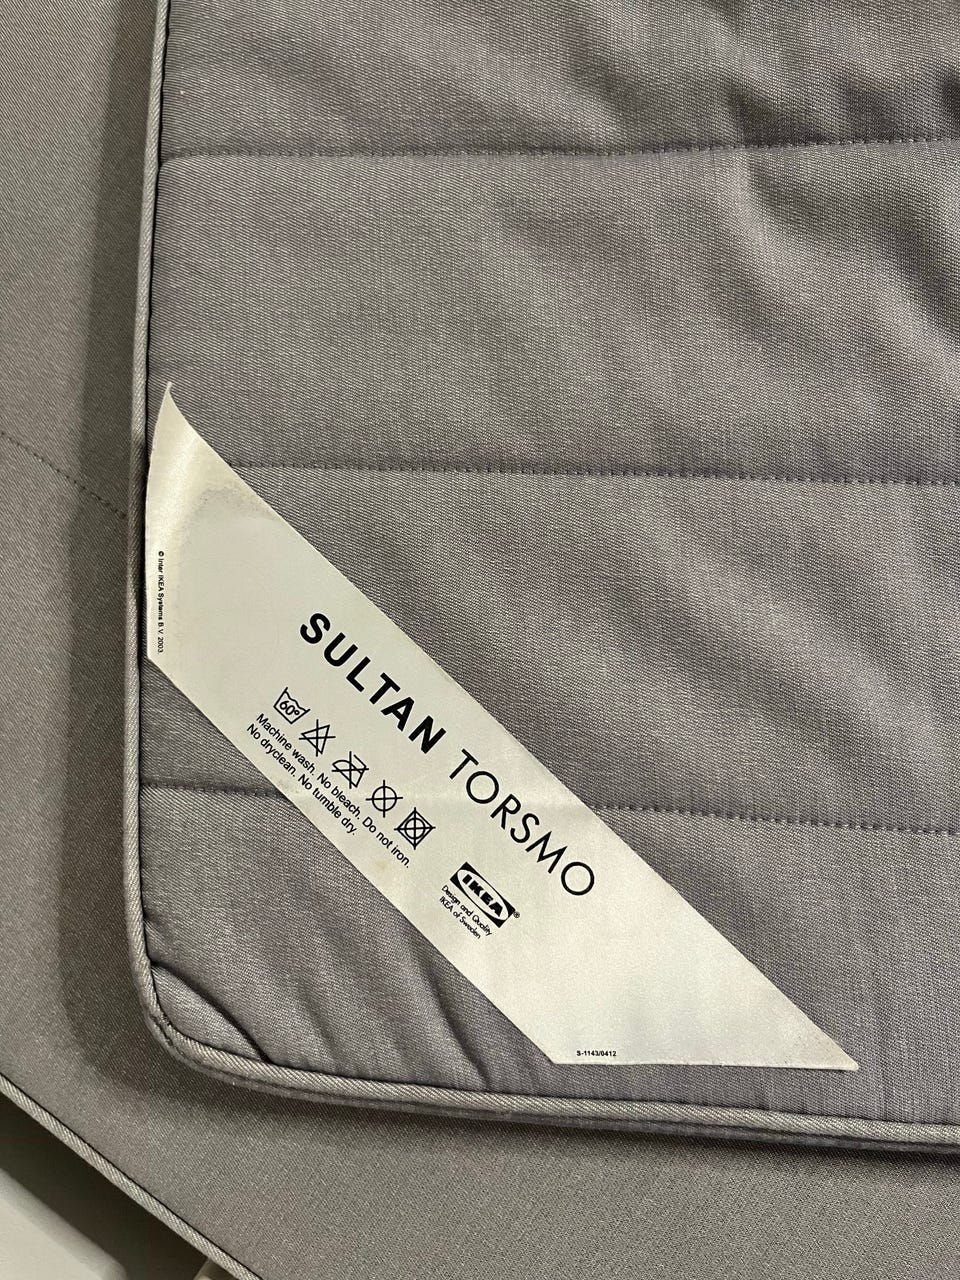 © Inter IKEA Systems B.V. 2003
SULTAN TORSMO
60°
Machine wash. No bleach. Do not iron.
No dryclean. No tumble dry.
IKEA®
Design and Quality
IKEA of Sweden
S-1143/0412